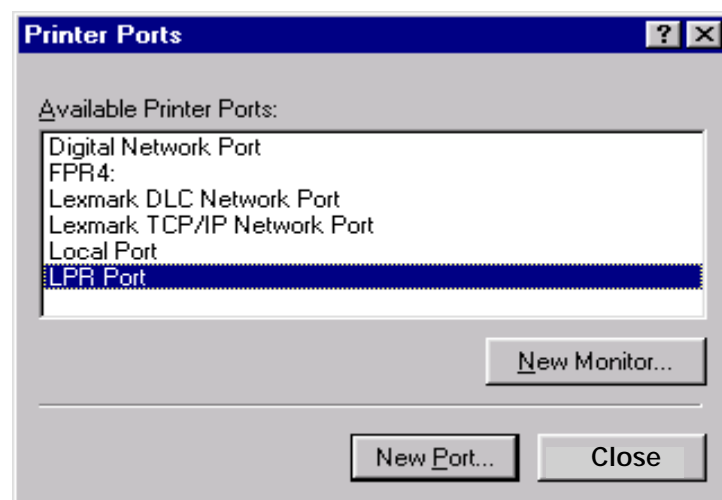 Printer Ports
?
Available Printer Ports:
Digital Network Port
FPR4:
Lexmark DLC Network Port
Lexmark TCP/IP Network Port
Local Port
LPR Port
New Monitor...
New Port... Close